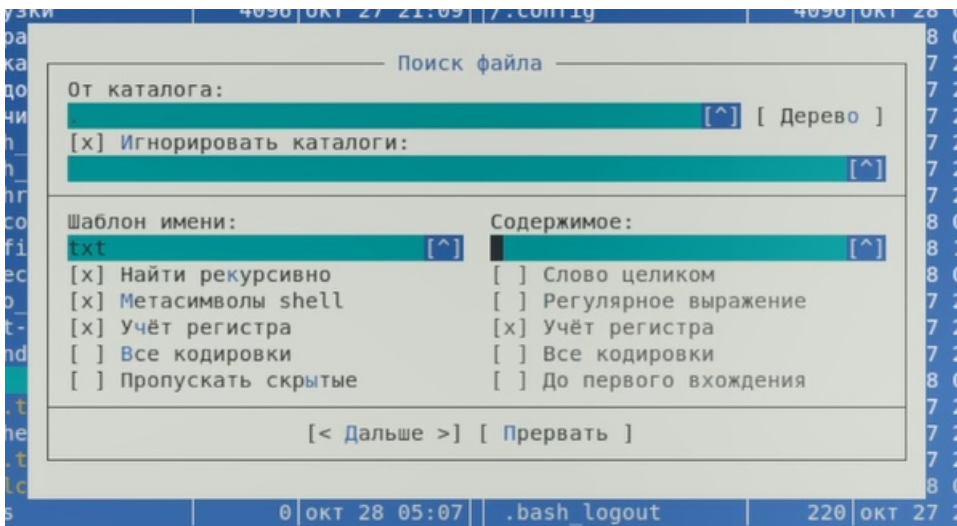 4096 окт 27 21:09 /.config 4096 окт 28
Поиск файла
От каталога:
. [^] [ Дерево ]
[x] Игнорировать каталоги:
[^]
Шаблон имени: Содержимое:
txt [^] [^]
[x] Найти рекурсивно [ ] Слово целиком
[x] Метасимволы shell [ ] Регулярное выражение
[x] Учёт регистра [x] Учёт регистра
[ ] Все кодировки [ ] Все кодировки
[ ] Пропускать скрытые [ ] До первого вхождения
[< Дальше >] [ Прервать ]
0 окт 28 05:07 .bash_logout 220 окт 27